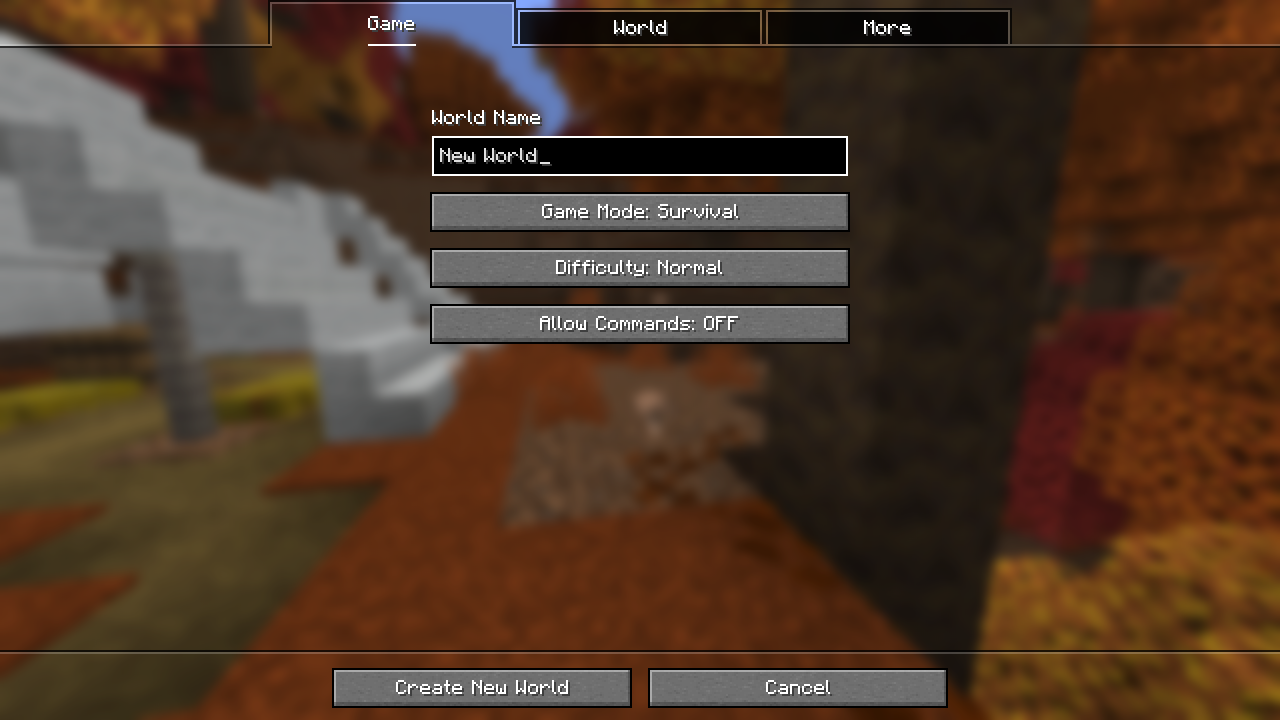 Game
World
More
World Name
New World_
Game Mode: Survival
Difficulty: Normal
Allow Commands: OFF
Create New World
Cancel